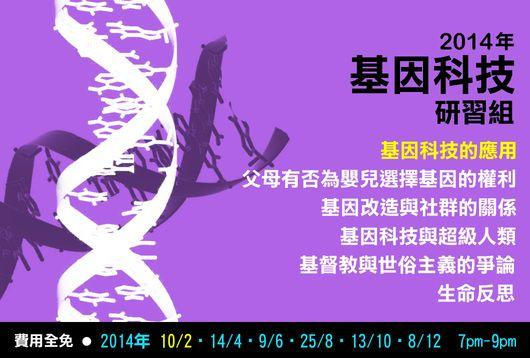 2014年
基因科技
研習組
基因科技的應用
父母有否為嬰兒選擇基因的權利
基因改造與社群的關係
基因科技與超級人類
基督教與世俗主義的爭論
生命反思
費用全免 ● 2014年 10/2・14/4・9/6・25/8・13/10・8/12 7pm-9pm